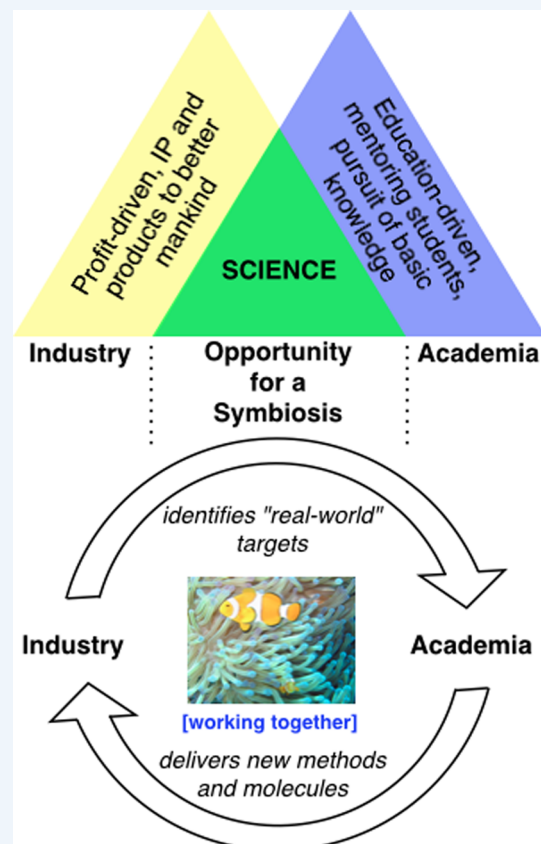 Profit-driven, IP and
products to better
mankind
Education-driven,
mentoring students,
pursuit of basic
knowledge
SCIENCE
Industry
Opportunity
for a
Symbiosis
Academia
identifies "real-world"
targets
Industry
Academia
[working together]
delivers new methods
and molecules